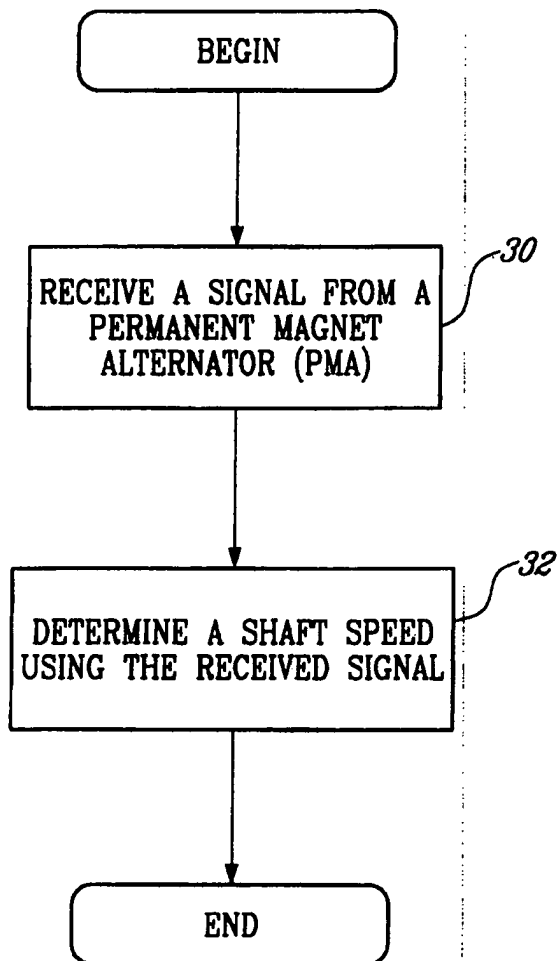 BEGIN
30
RECEIVE A SIGNAL FROM A
PERMANENT MAGNET
ALTERNATOR (PMA)
32
DETERMINE A SHAFT SPEED
USING THE RECEIVED SIGNAL
END